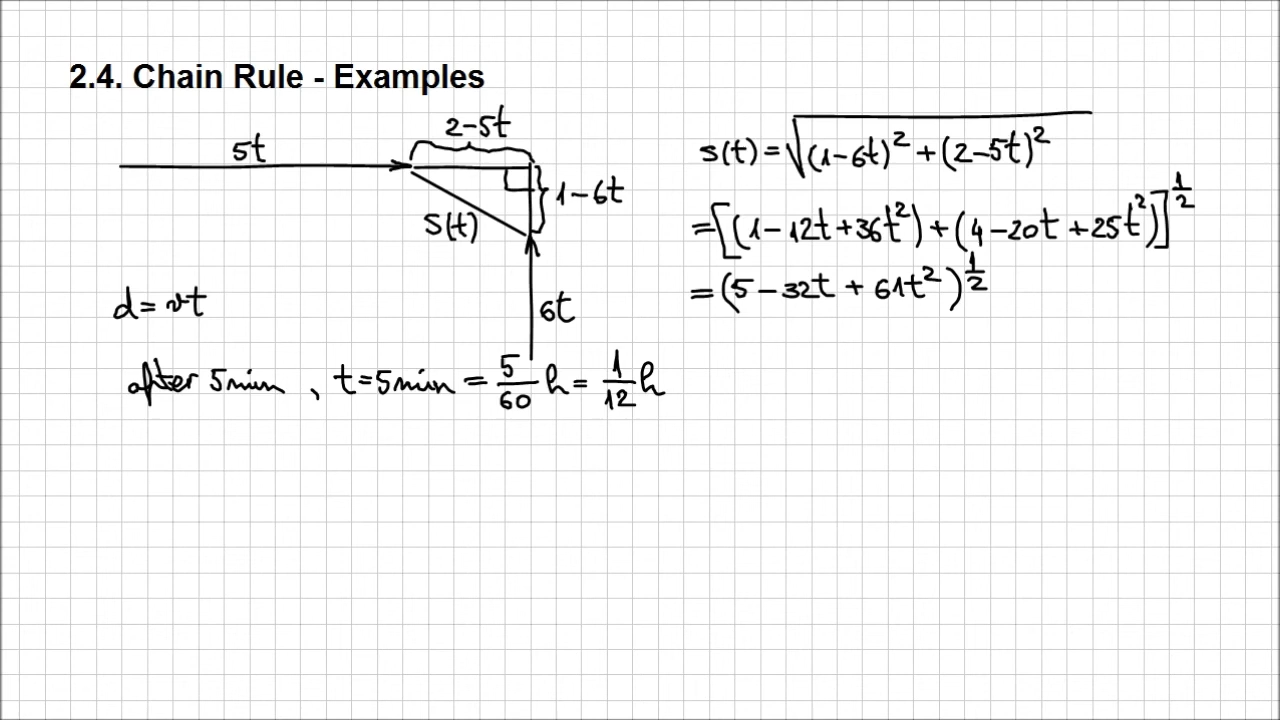 2.4. Chain Rule - Examples
5t
2-5t
1-6t
S(t)
6t
d=vt
after 5min, t=5min = 5/60 h = 1/12 h
s(t) = √((1-6t)² + (2-5t)²)
= [(1-12t+36t²) + (4-20t+25t²)]^(1/2)
= (5-32t+61t²)^(1/2)